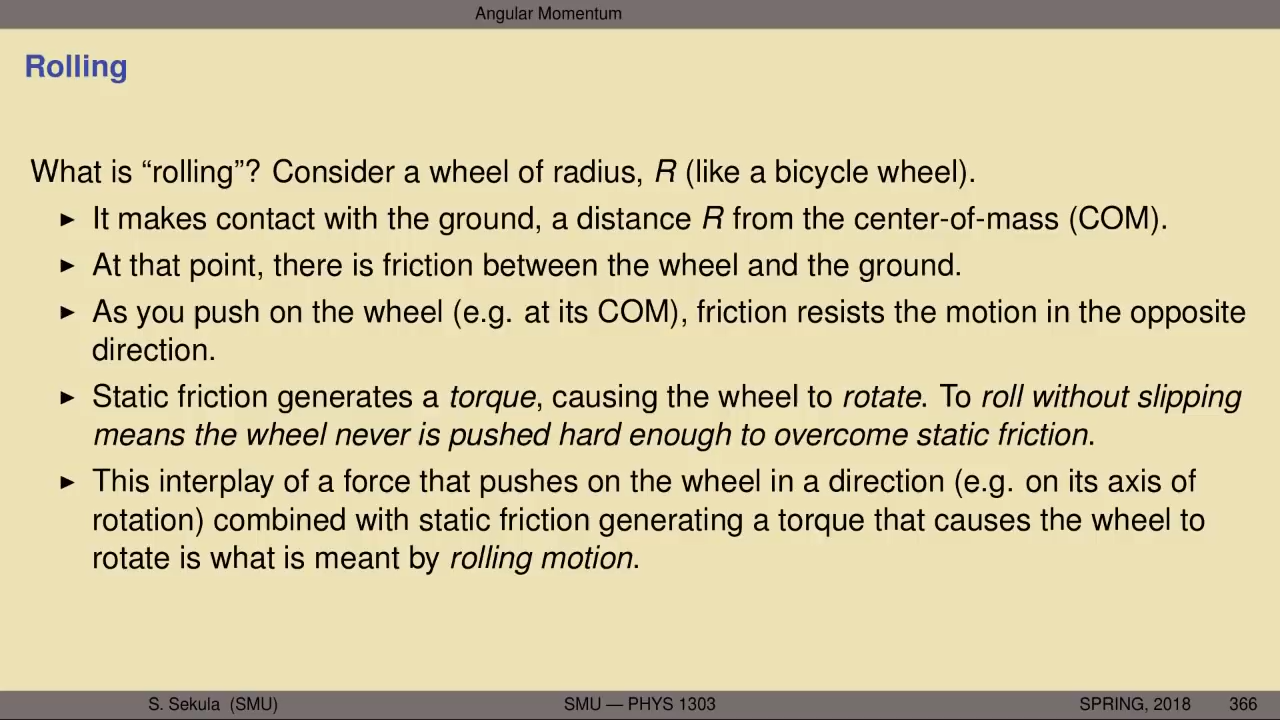 Angular Momentum
Rolling
What is “rolling”? Consider a wheel of radius, R (like a bicycle wheel).
▶ It makes contact with the ground, a distance R from the center-of-mass (COM).
▶ At that point, there is friction between the wheel and the ground.
▶ As you push on the wheel (e.g. at its COM), friction resists the motion in the opposite
direction.
▶ Static friction generates a torque, causing the wheel to rotate. To roll without slipping
means the wheel never is pushed hard enough to overcome static friction.
▶ This interplay of a force that pushes on the wheel in a direction (e.g. on its axis of
rotation) combined with static friction generating a torque that causes the wheel to
rotate is what is meant by rolling motion.
S. Sekula (SMU) SMU — PHYS 1303 SPRING, 2018 366